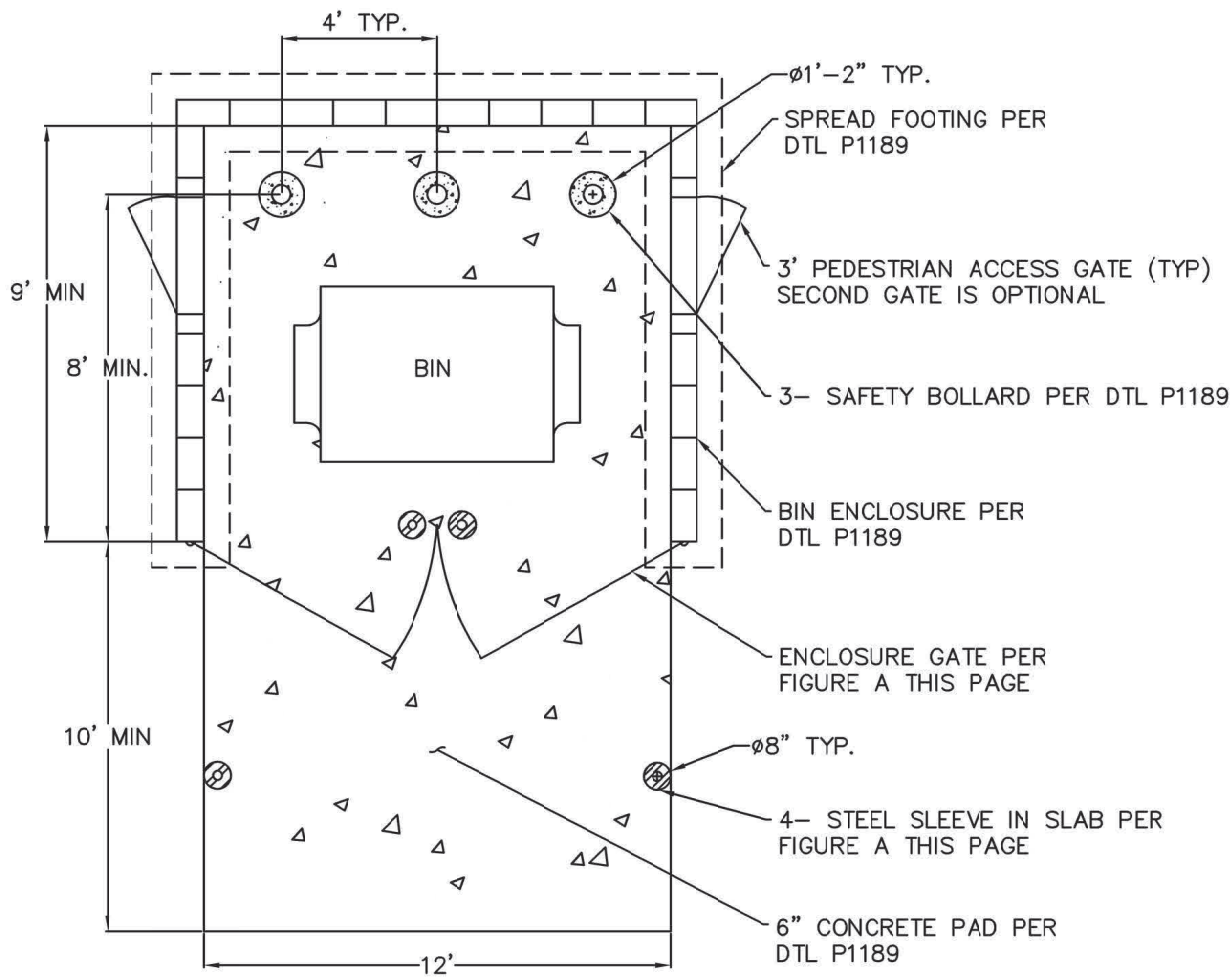 4' TYP.
ø1'-2" TYP.
SPREAD FOOTING PER
DTL P1189
3' PEDESTRIAN ACCESS GATE (TYP)
SECOND GATE IS OPTIONAL
9' MIN
8' MIN.
BIN
3- SAFETY BOLLARD PER DTL P1189
BIN ENCLOSURE PER
DTL P1189
ENCLOSURE GATE PER
FIGURE A THIS PAGE
10' MIN
ø8" TYP.
4- STEEL SLEEVE IN SLAB PER
FIGURE A THIS PAGE
6" CONCRETE PAD PER
DTL P1189
12'